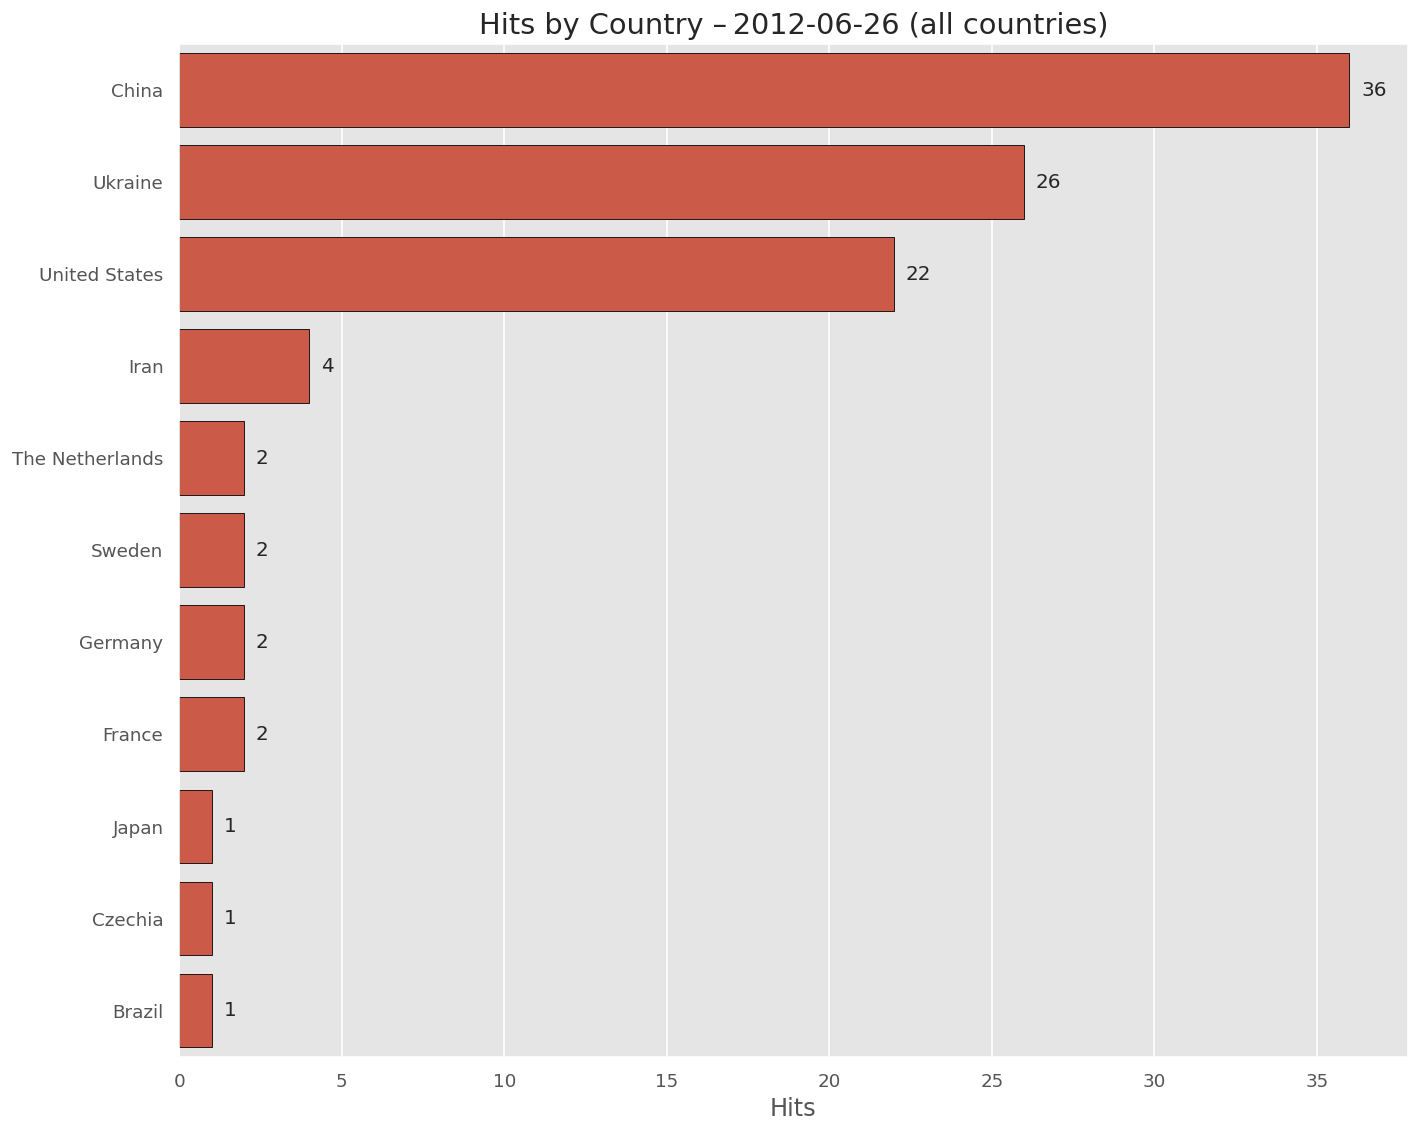 Hits by Country – 2012-06-26 (all countries)
China 36
Ukraine 26
United States 22
Iran 4
The Netherlands 2
Sweden 2
Germany 2
France 2
Japan 1
Czechia 1
Brazil 1
0 5 10 15 20 25 30 35
Hits